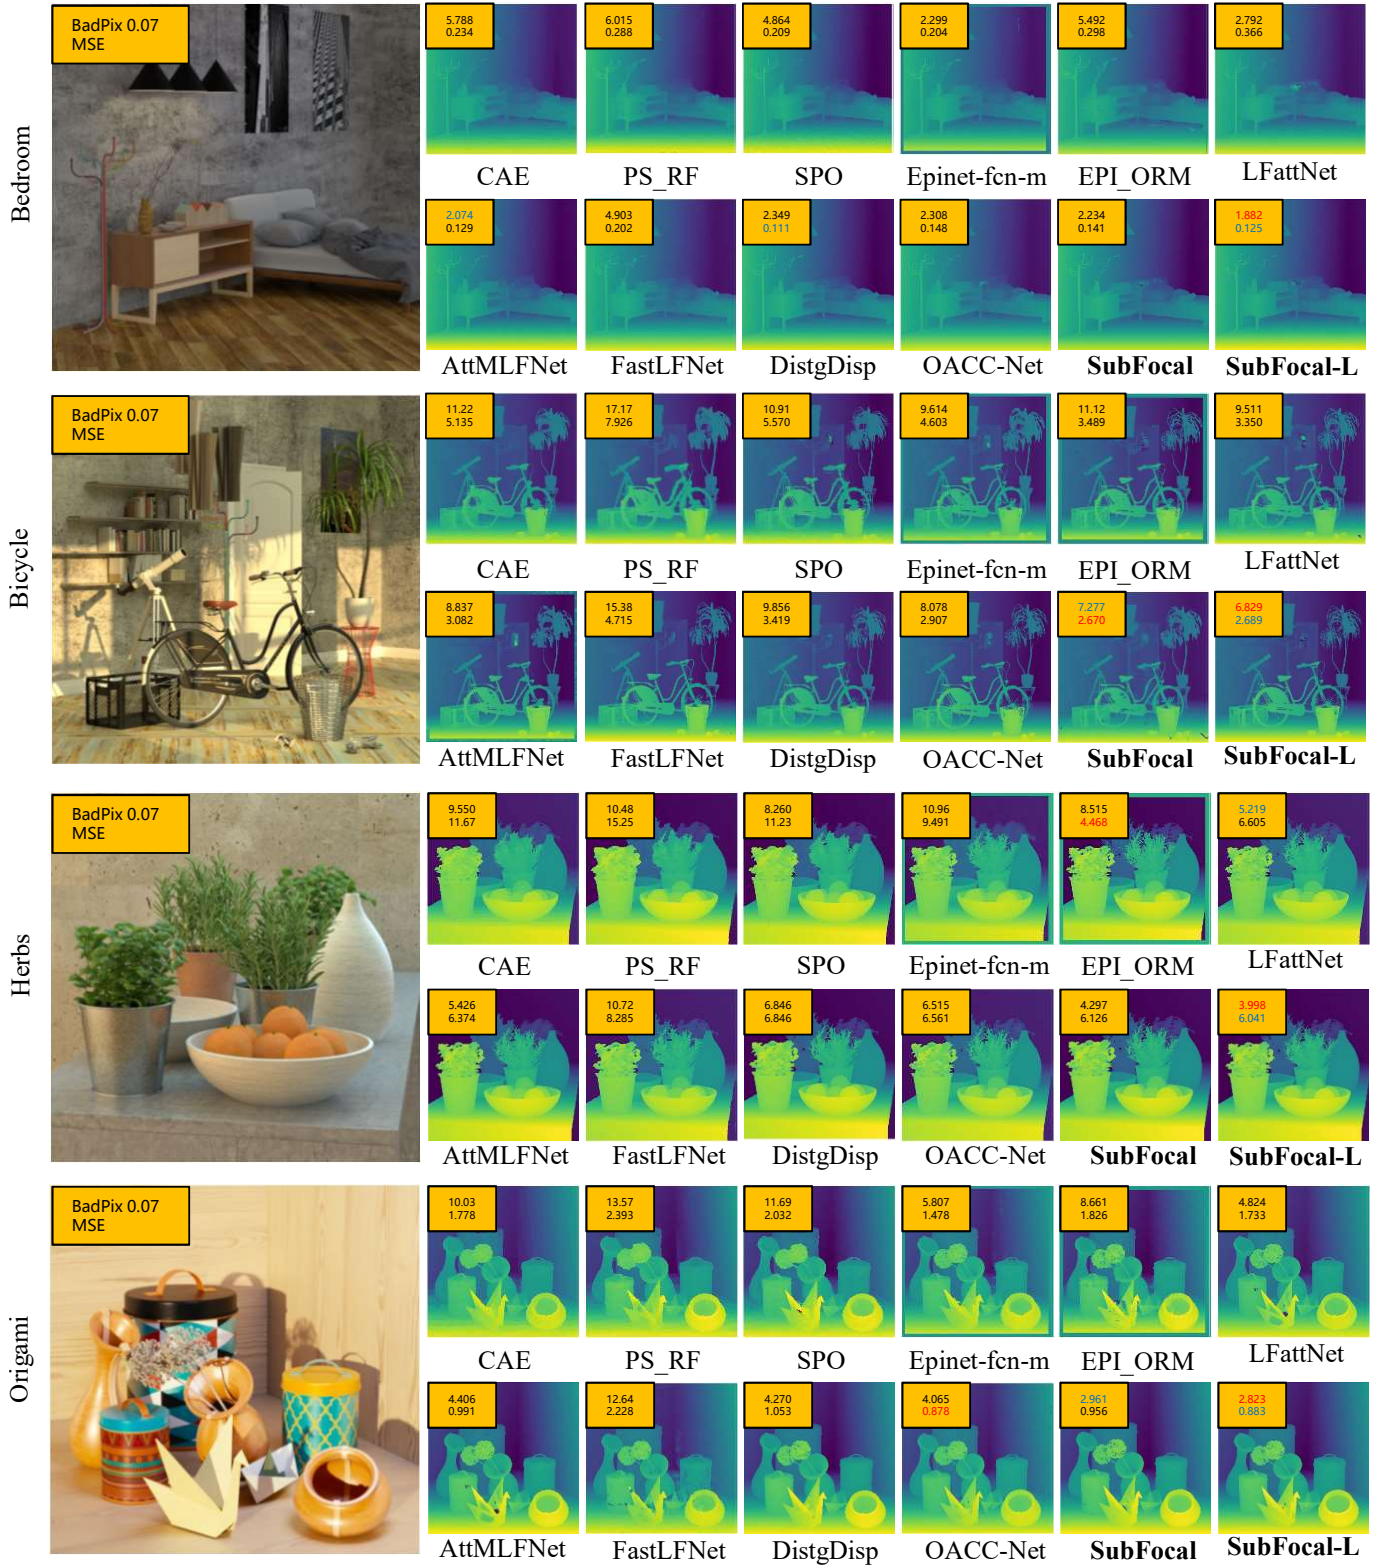 Bedroom
BadPix 0.07
MSE
5.788
0.234
CAE
6.015
0.288
PS_RF
4.864
0.209
SPO
2.299
0.204
Epinet-fcn-m
5.492
0.298
EPI_ORM
2.792
0.366
LFattNet
2.074
0.129
AttMLFNet
4.903
0.202
FastLFNet
2.349
0.111
DistgDisp
2.308
0.148
OACC-Net
2.234
0.141
SubFocal
1.882
0.125
SubFocal-L
Bicycle
BadPix 0.07
MSE
11.22
5.135
CAE
17.17
7.926
PS_RF
10.91
5.570
SPO
9.614
4.603
Epinet-fcn-m
11.12
3.489
EPI_ORM
9.511
3.350
LFattNet
8.837
3.082
AttMLFNet
15.38
4.715
FastLFNet
9.856
3.419
DistgDisp
8.078
2.907
OACC-Net
7.277
2.670
SubFocal
6.829
2.689
SubFocal-L
Herbs
BadPix 0.07
MSE
9.550
11.67
CAE
10.48
15.25
PS_RF
8.260
11.23
SPO
10.96
9.491
Epinet-fcn-m
8.515
4.468
EPI_ORM
5.219
6.605
LFattNet
5.426
6.374
AttMLFNet
10.72
8.285
FastLFNet
6.846
6.846
DistgDisp
6.515
6.561
OACC-Net
4.297
6.126
SubFocal
3.998
6.041
SubFocal-L
Origami
BadPix 0.07
MSE
10.03
1.778
CAE
13.57
2.393
PS_RF
11.69
2.032
SPO
5.807
1.478
Epinet-fcn-m
8.661
1.826
EPI_ORM
4.824
1.733
LFattNet
4.406
0.991
AttMLFNet
12.64
2.228
FastLFNet
4.270
1.053
DistgDisp
4.065
0.878
OACC-Net
2.961
0.956
SubFocal
2.823
0.883
SubFocal-L